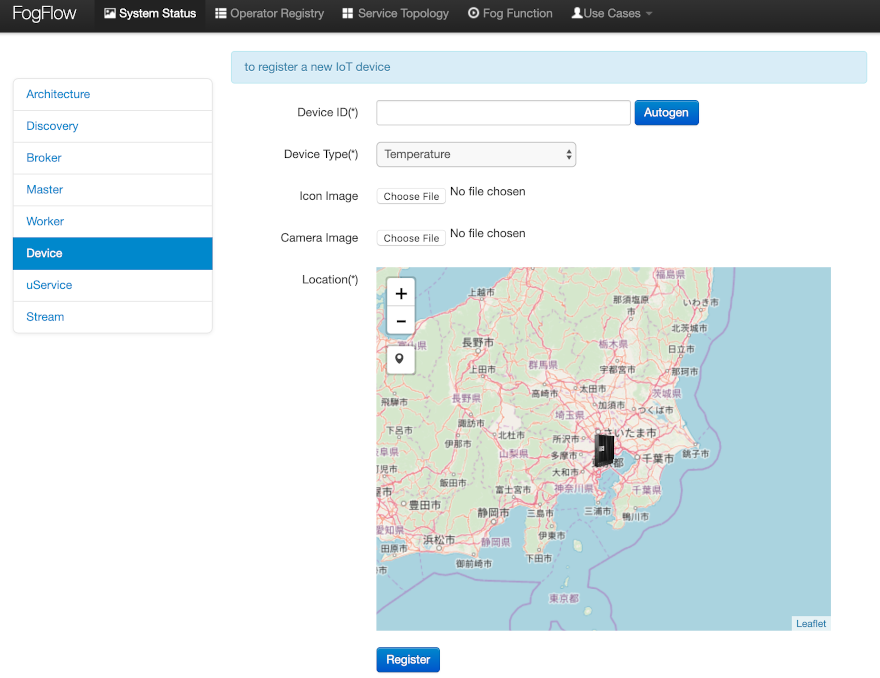 FogFlow
System Status
Operator Registry
Service Topology
Fog Function
Use Cases
Architecture
Discovery
Broker
Master
Worker
Device
uService
Stream
to register a new IoT device
Device ID(*)
Autogen
Device Type(*)
Temperature
Icon Image
Choose File No file chosen
Camera Image
Choose File No file chosen
Location(*)
+
−
福島県
上越市
那須塩原
市
いわき市
北茨城市
長野市
栃木県
日立市
上田市
群馬県
宇都宮市
那珂市
高崎市
太田市
茨城県
飛騨市
長野県
加須市
つくば市
諏訪市
埼玉県
下呂市
伊那市
北杜市
所沢市
さいたま市
山梨県
多摩市
千葉市
銚子市
大和市
飯田市
富士宮市
神奈川県
千葉県
豊田市
静岡市
三島市
三浦市
鴨川市
愛知県
浜松市
静岡県
伊東市
田原市
御前崎市
下田市
東京都
Leaflet
Register